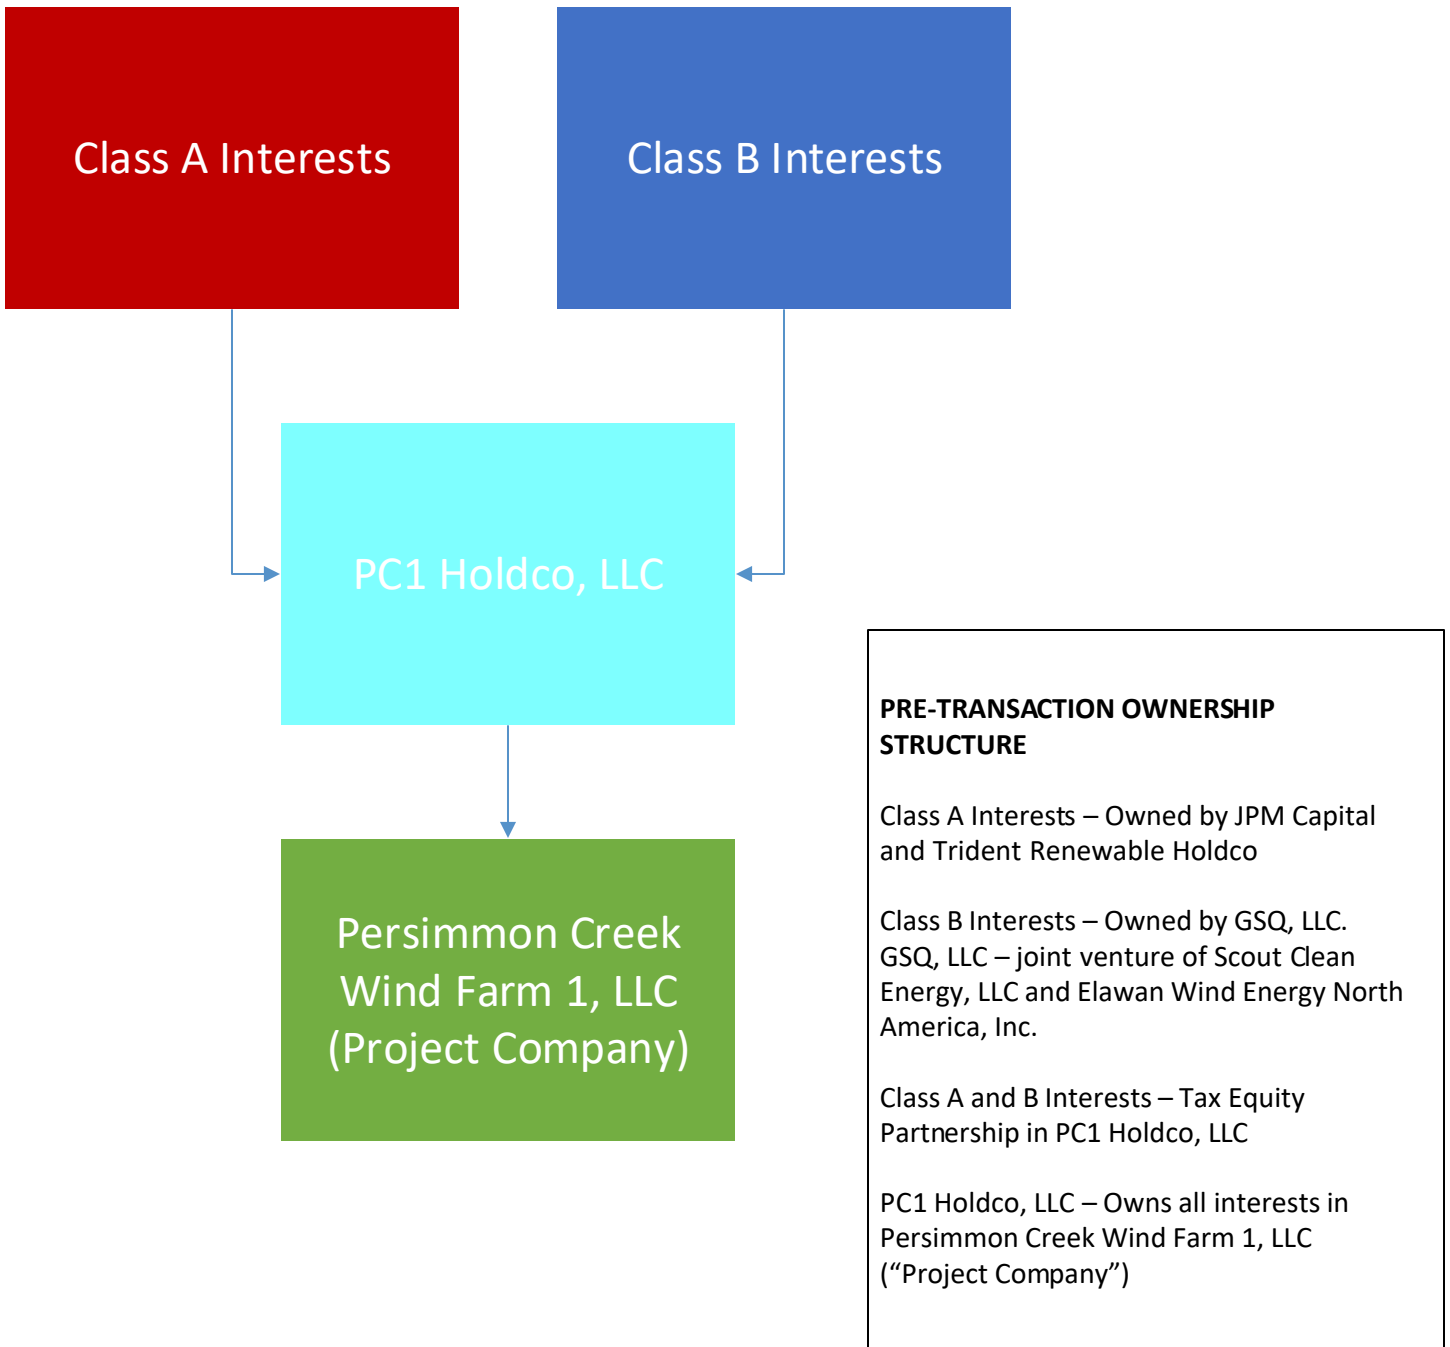 Class A Interests
Class B Interests
PC1 Holdco, LLC
Persimmon Creek
Wind Farm 1, LLC
(Project Company)
PRE-TRANSACTION OWNERSHIP
STRUCTURE
Class A Interests – Owned by JPM Capital
and Trident Renewable Holdco
Class B Interests – Owned by GSQ, LLC.
GSQ, LLC – joint venture of Scout Clean
Energy, LLC and Elawan Wind Energy North
America, Inc.
Class A and B Interests – Tax Equity
Partnership in PC1 Holdco, LLC
PC1 Holdco, LLC – Owns all interests in
Persimmon Creek Wind Farm 1, LLC
(“Project Company”)